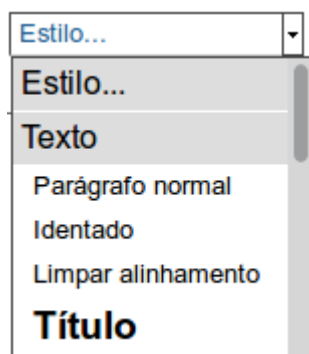 Estilo...
Estilo...
Texto
Parágrafo normal
Identado
Limpar alinhamento
Título